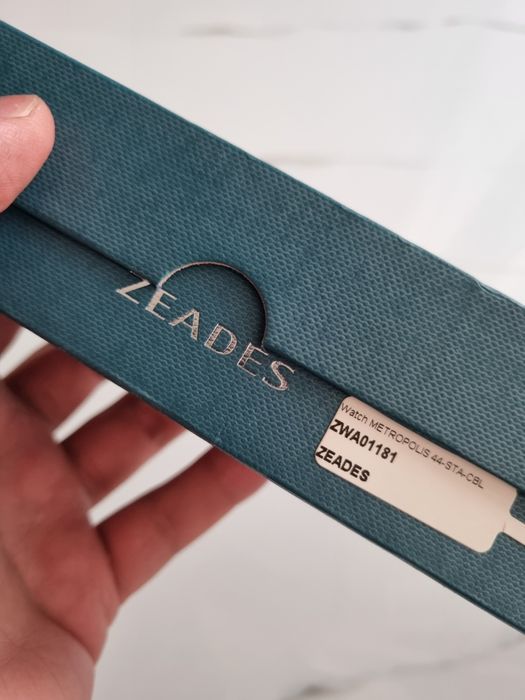 ZEADES
Watch METROPOLIS 44-STA-CBL
ZWA01181
ZEADES